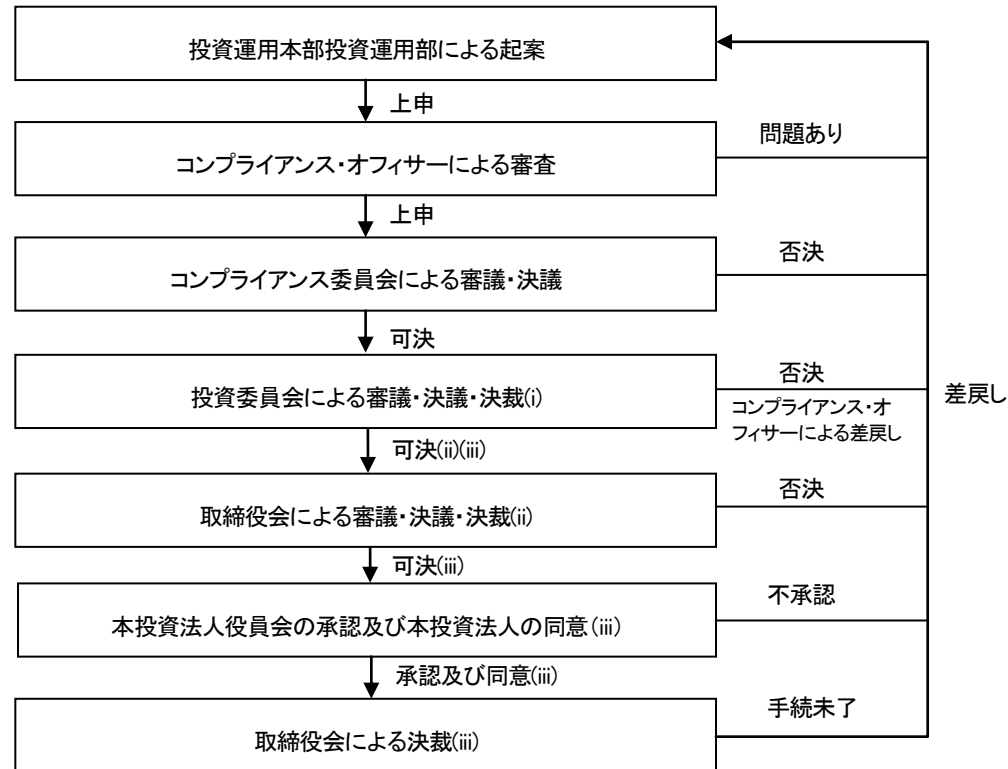 投資運用本部投資運用部による起案
上申
問題あり
コンプライアンス・オフィサーによる審査
上申
否決
コンプライアンス委員会による審議・決議
可決
否決
投資委員会による審議・決議・決裁(i)
コンプライアンス・オ
フィサーによる差戻し
差戻し
可決(ii)(iii)
否決
取締役会による審議・決議・決裁(ii)
可決(iii)
不承認
本投資法人役員会の承認及び本投資法人の同意(iii)
承認及び同意(iii)
手続未了
取締役会による決裁(iii)